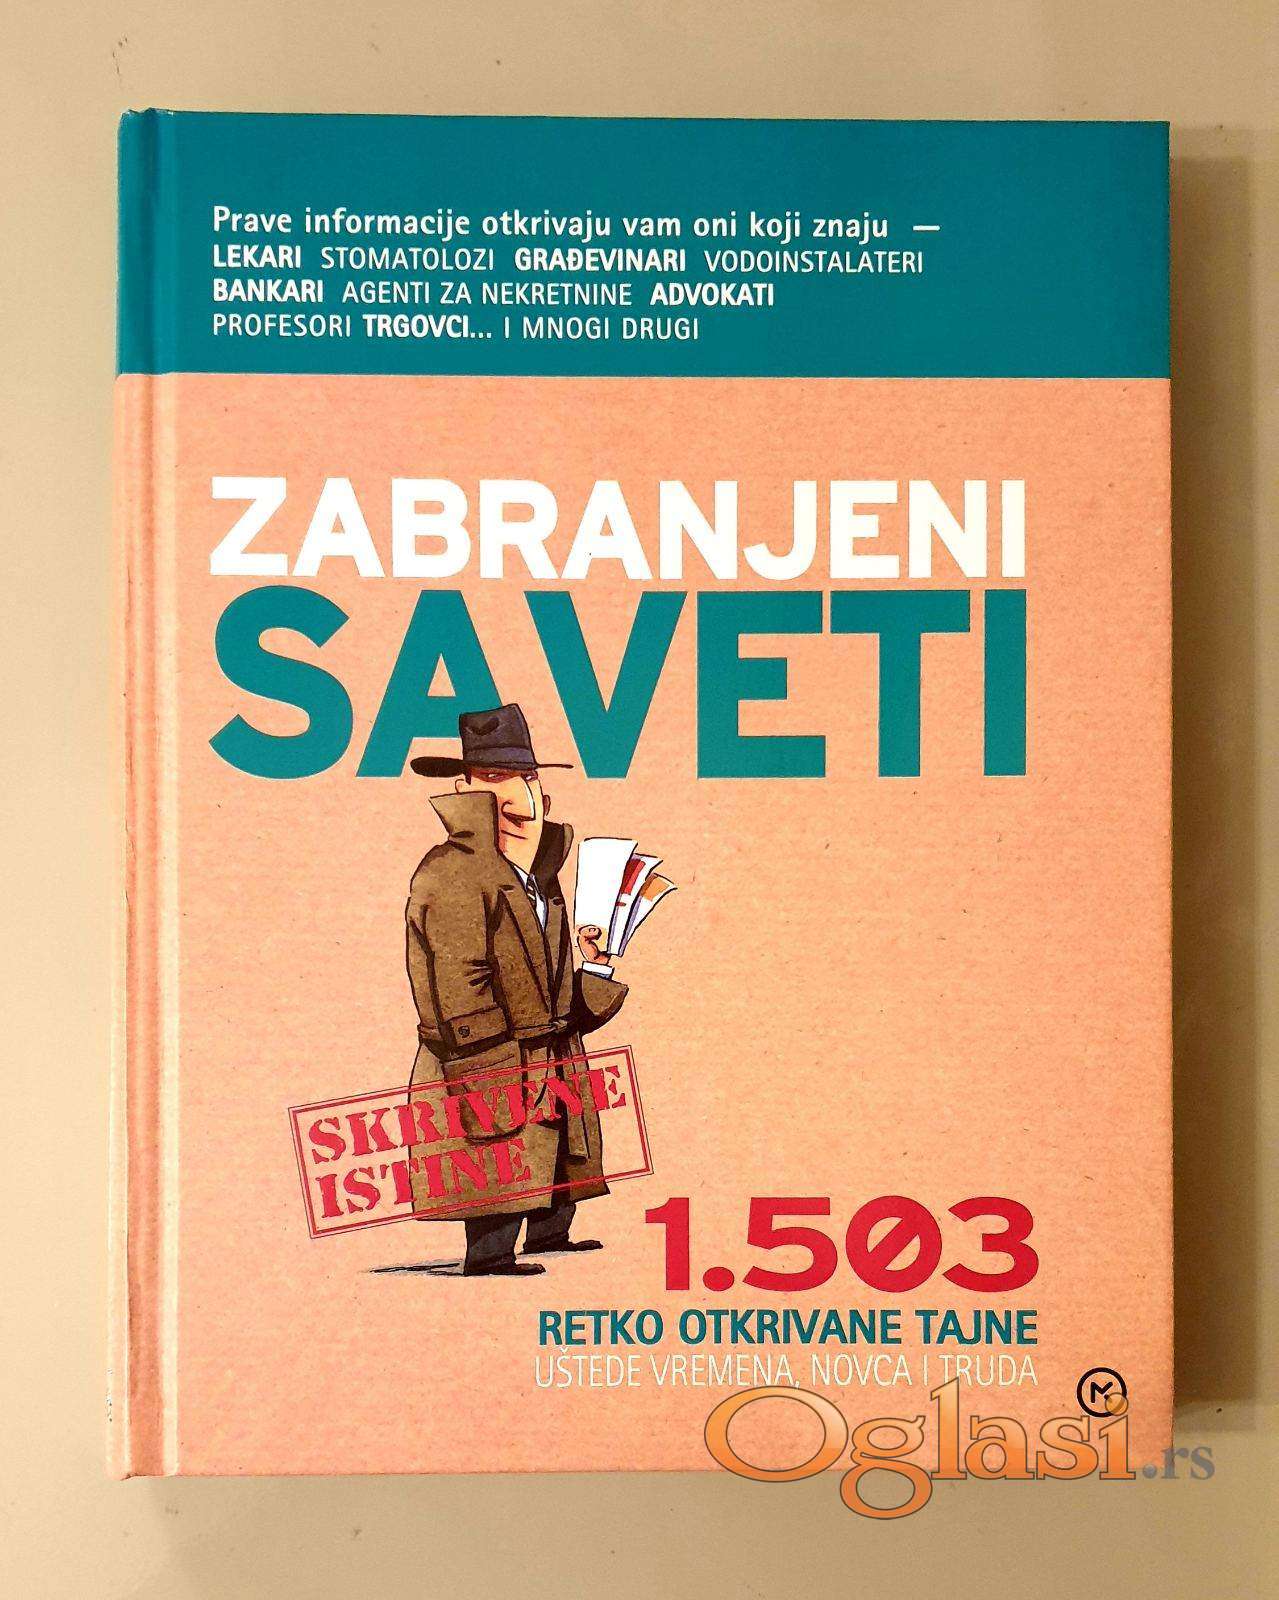 Prave informacije otkrivaju vam oni koji znaju —
LEKARI STOMATOLOZI GRAĐEVINARI VODOINSTALATERI
BANKARI AGENTI ZA NEKRETNINE ADVOKATI
PROFESORI TRGOVCI... I MNOGI DRUGI
ZABRANJENI
SAVETI
SKRIVENE
ISTINE
1.503
RETKO OTKRIVANE TAJNE
UŠTEDE VREMENA, NOVCA I TRUDA
M
Oglasi.rs